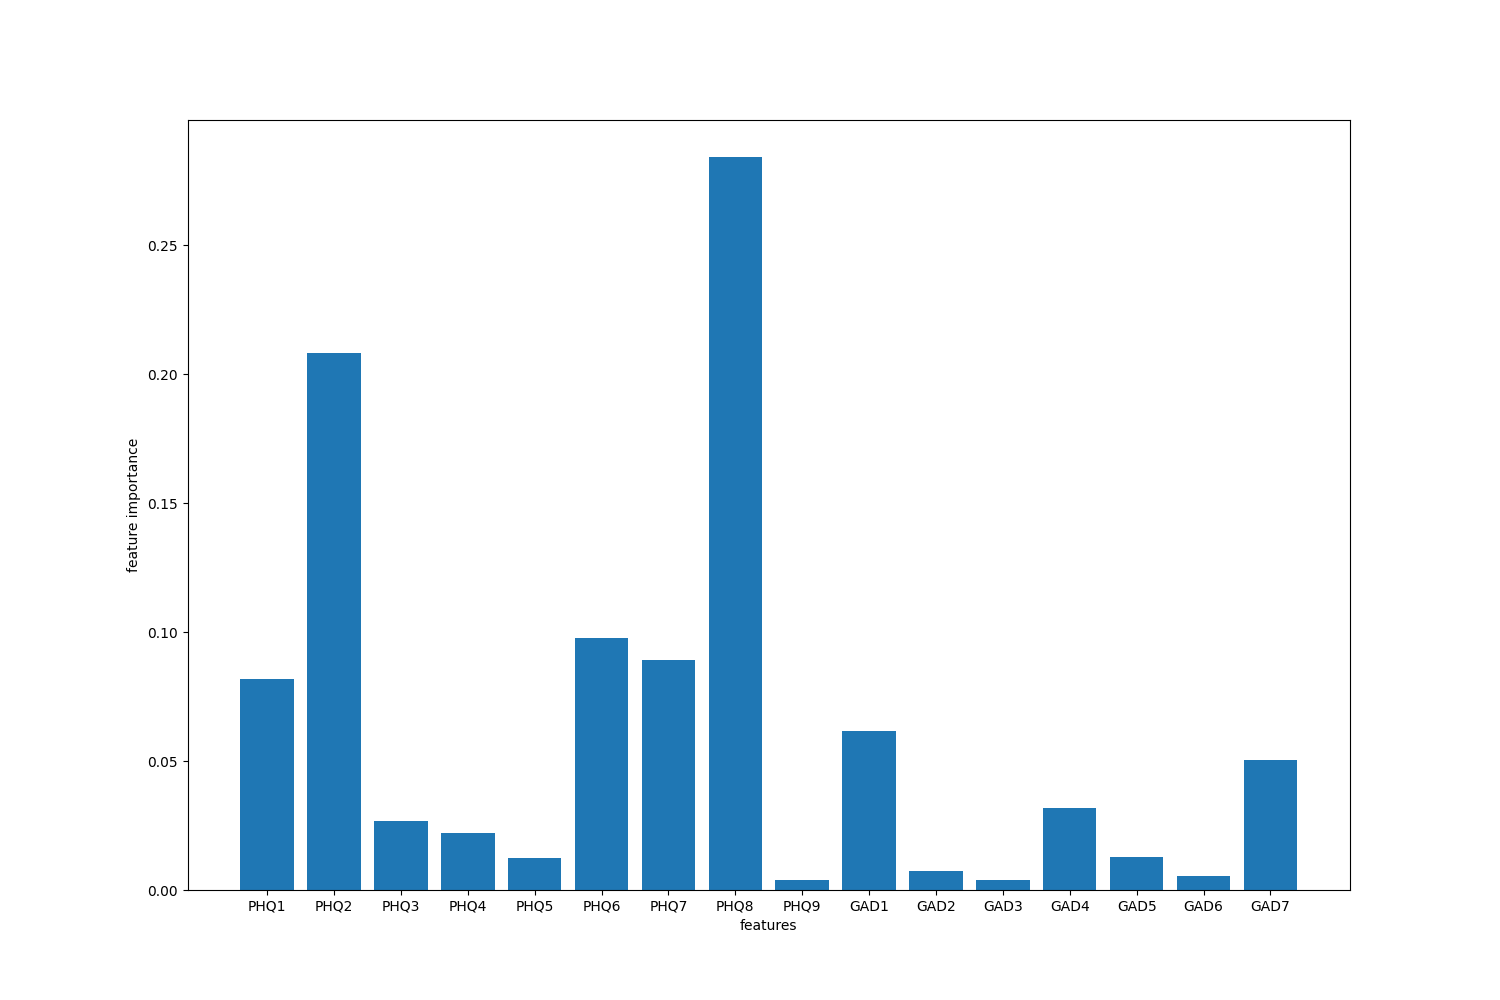 feature importance
0.25
0.20
0.15
0.10
0.05
0.00
PHQ1 PHQ2 PHQ3 PHQ4 PHQ5 PHQ6 PHQ7 PHQ8 PHQ9 GAD1 GAD2 GAD3 GAD4 GAD5 GAD6 GAD7
features